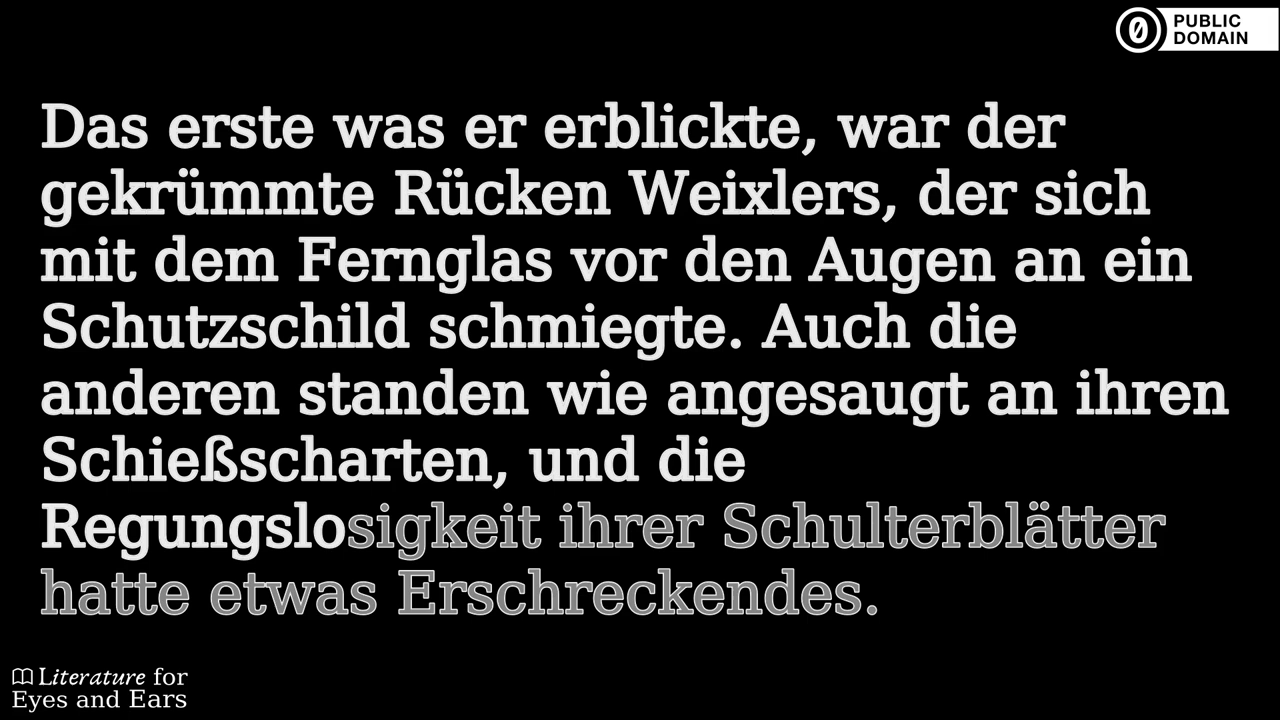 PUBLIC
DOMAIN
Das erste was er erblickte, war der
gekrümmte Rücken Weixlers, der sich
mit dem Fernglas vor den Augen an ein
Schutzschild schmiegte. Auch die
anderen standen wie angesaugt an ihren
Schießscharten, und die
Regungslosigkeit ihrer Schulterblätter
hatte etwas Erschreckendes.
Literature for
Eyes and Ears